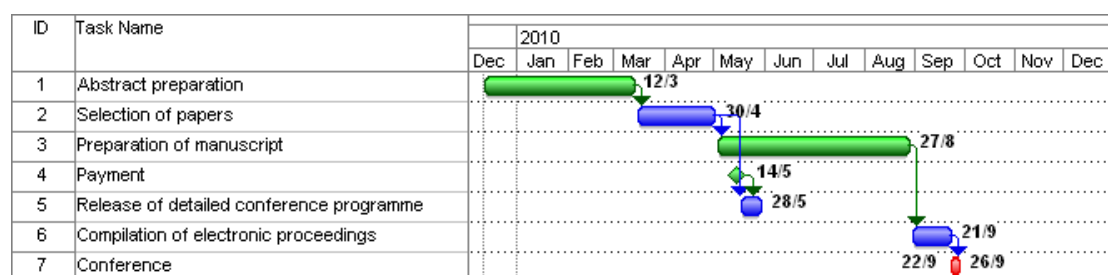 ID Task Name
2010
Dec Jan Feb Mar Apr May Jun Jul Aug Sep Oct Nov Dec
1 Abstract preparation 12/3
2 Selection of papers 30/4
3 Preparation of manuscript 27/8
4 Payment 14/5
5 Release of detailed conference programme 28/5
6 Compilation of electronic proceedings 21/9
7 Conference 22/9 26/9